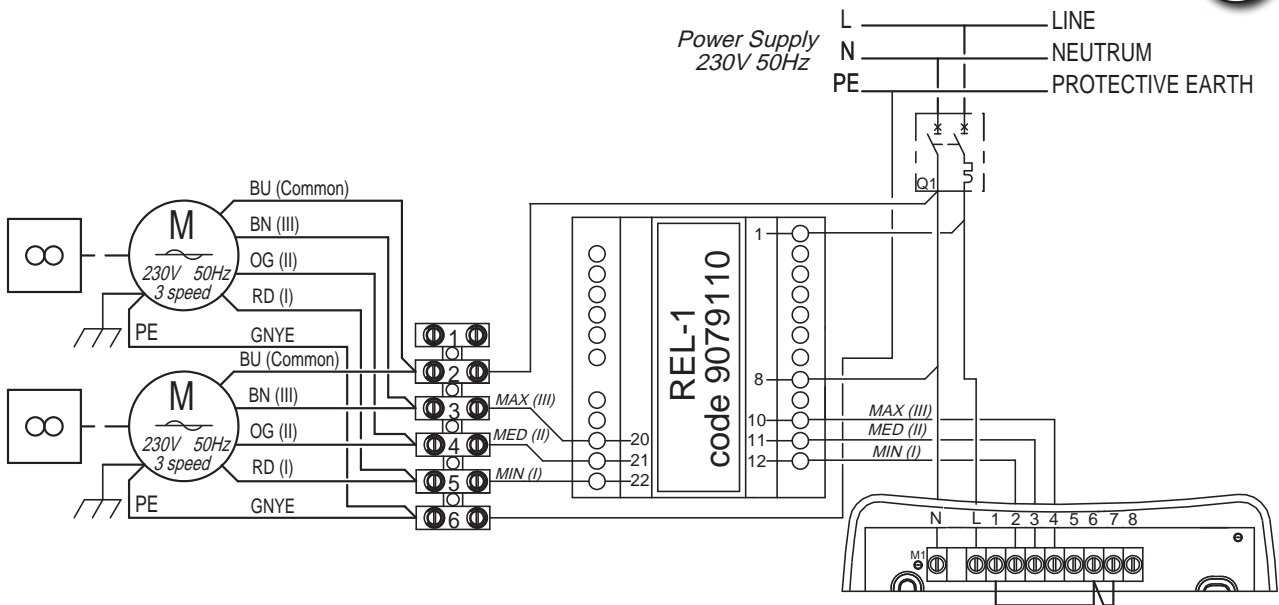 L LINE
Power Supply
230V 50Hz
N NEUTRUM
PE PROTECTIVE EARTH
Q1
BU (Common)
BN (III)
OG (II)
RD (I)
M
230V 50Hz
3 speed
PE
GNYE
BU (Common)
BN (III)
OG (II)
RD (I)
M
230V 50Hz
3 speed
PE
GNYE
1
2
3
4
5
6
MAX (III)
MED (II)
MIN (I)
20
21
22
REL-1
code 9079110
1
8
10
11
12
MAX (III)
MED (II)
MIN (I)
N L 1 2 3 4 5 6 7 8
M1